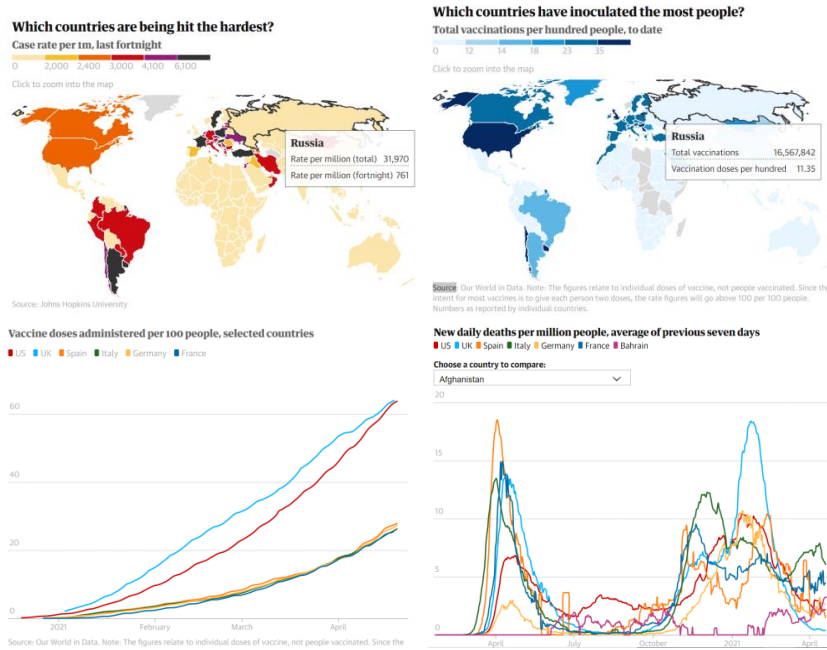 Which countries are being hit the hardest?
Case rate per 1m, last fortnight
0 2,000 2,400 3,000 4,100 6,100
Click to zoom into the map
Russia
Rate per million (total) 31,970
Rate per million (fortnight) 761
Source: Johns Hopkins University
Which countries have inoculated the most people?
Total vaccinations per hundred people, to date
0 12 14 18 23 35
Click to zoom into the map
Russia
Total vaccinations 16,567,842
Vaccination doses per hundred 11.35
Source: Our World in Data. Note: The figures relate to individual doses of vaccine, not people vaccinated. Since the
intent for most vaccines is to give each person two doses, the rate figures will go above 100 per 100 people.
Numbers as reported by individual countries.
Vaccine doses administered per 100 people, selected countries
US UK Spain Italy Germany France
60
40
20
0
2021 February March April
Source: Our World in Data. Note: The figures relate to individual doses of vaccine, not people vaccinated. Since the
New daily deaths per million people, average of previous seven days
US UK Spain Italy Germany France Bahrain
Choose a country to compare:
Afghanistan
20
15
10
5
0
April July October 2021 April